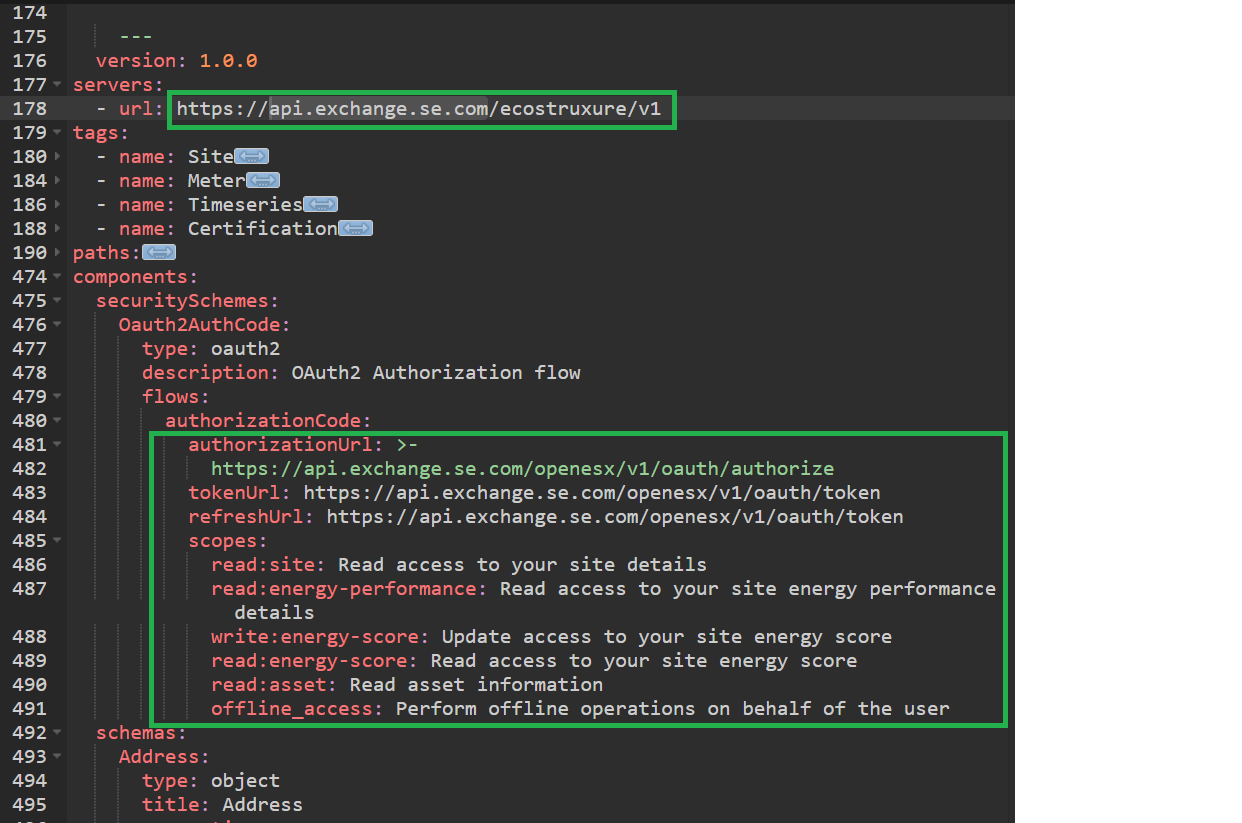 174
175 ---
176 version: 1.0.0
177 servers:
178 - url: https://api.exchange.se.com/ecostruxure/v1
179 tags:
180 - name: Site
184 - name: Meter
186 - name: Timeseries
188 - name: Certification
190 paths:
474 components:
475 securitySchemes:
476 Oauth2AuthCode:
477 type: oauth2
478 description: OAuth2 Authorization flow
479 flows:
480 authorizationCode:
481 authorizationUrl: >-
482 https://api.exchange.se.com/openesx/v1/oauth/authorize
483 tokenUrl: https://api.exchange.se.com/openesx/v1/oauth/token
484 refreshUrl: https://api.exchange.se.com/openesx/v1/oauth/token
485 scopes:
486 read:site: Read access to your site details
487 read:energy-performance: Read access to your site energy performance
details
488 write:energy-score: Update access to your site energy score
489 read:energy-score: Read access to your site energy score
490 read:asset: Read asset information
491 offline_access: Perform offline operations on behalf of the user
492 schemas:
493 Address:
494 type: object
495 title: Address